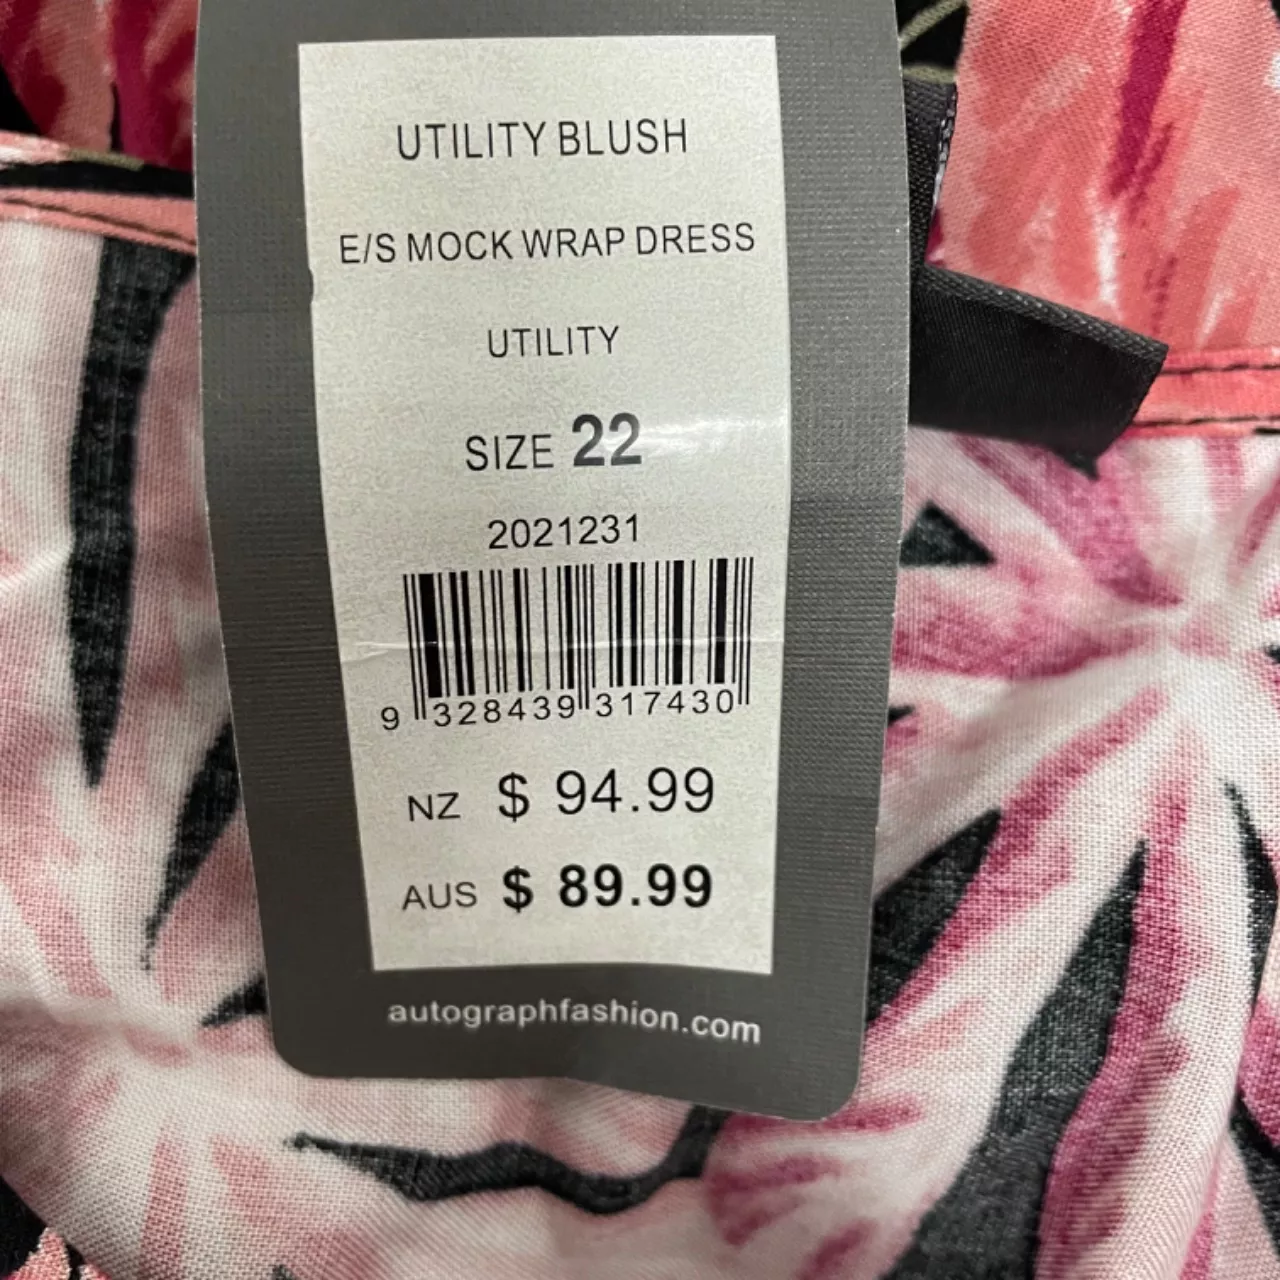 UTILITY BLUSH
E/S MOCK WRAP DRESS
UTILITY
SIZE 22
2021231
9 328439 317430
NZ $ 94.99
AUS $ 89.99
autographfashion.com